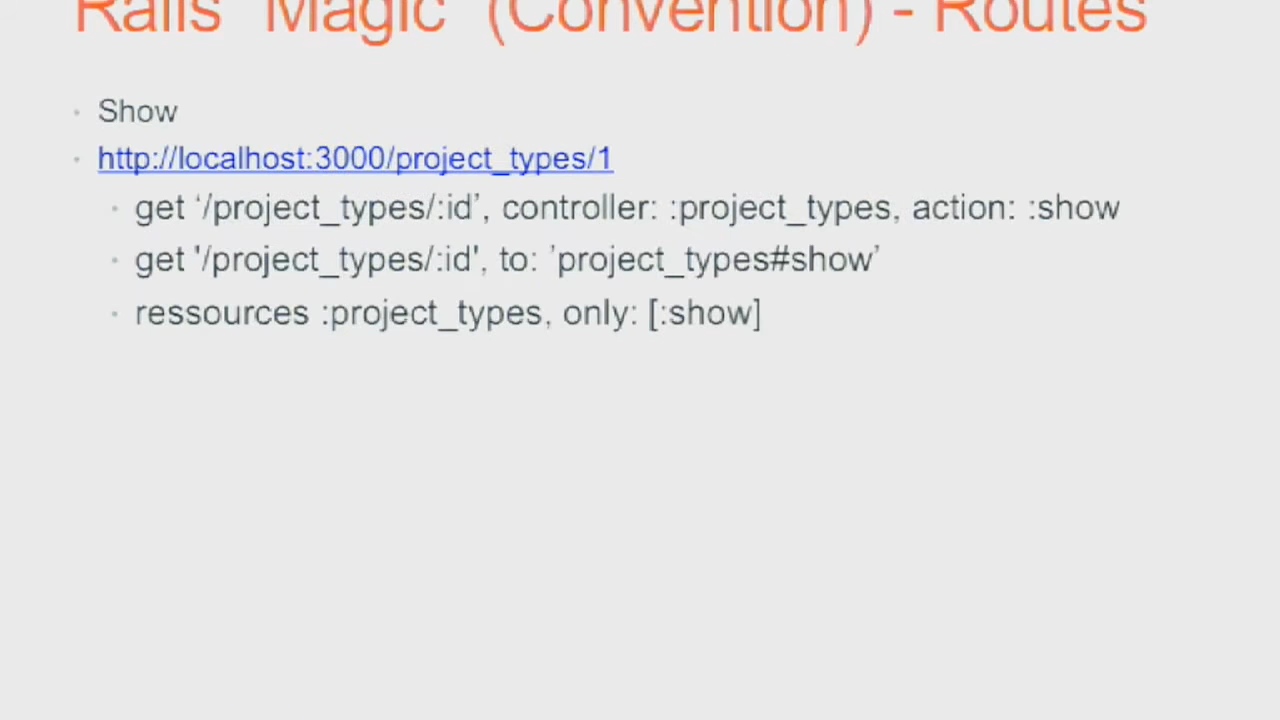 Rails "Magic" (Convention) - Routes
Show
http://localhost:3000/project_types/1
get ‘/project_types/:id’, controller: :project_types, action: :show
get '/project_types/:id', to: ’project_types#show’
ressources :project_types, only: [:show]